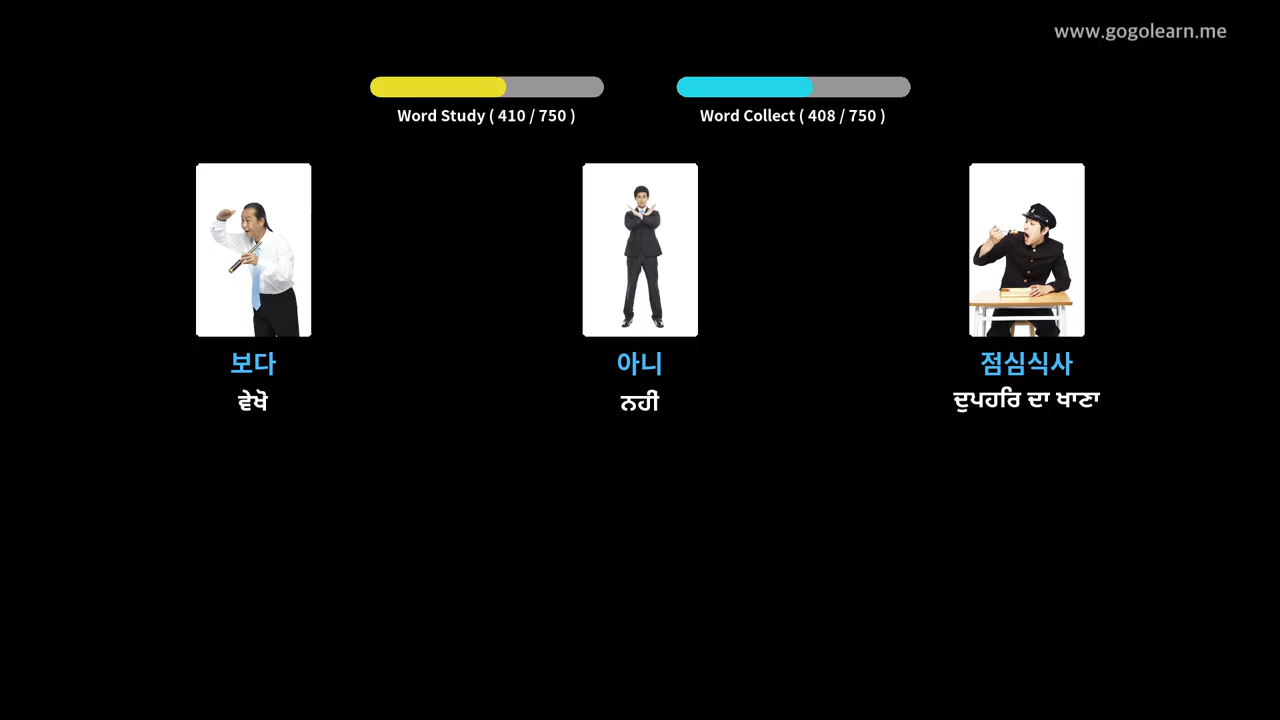 www.gogolearn.me
Word Study ( 410 / 750 )
Word Collect ( 408 / 750 )
보다
아니
점심식사
ਵੇਖੋ
ਨਹੀਂ
ਦੁਪਹਰਿ ਦਾ ਖਾਣਾ